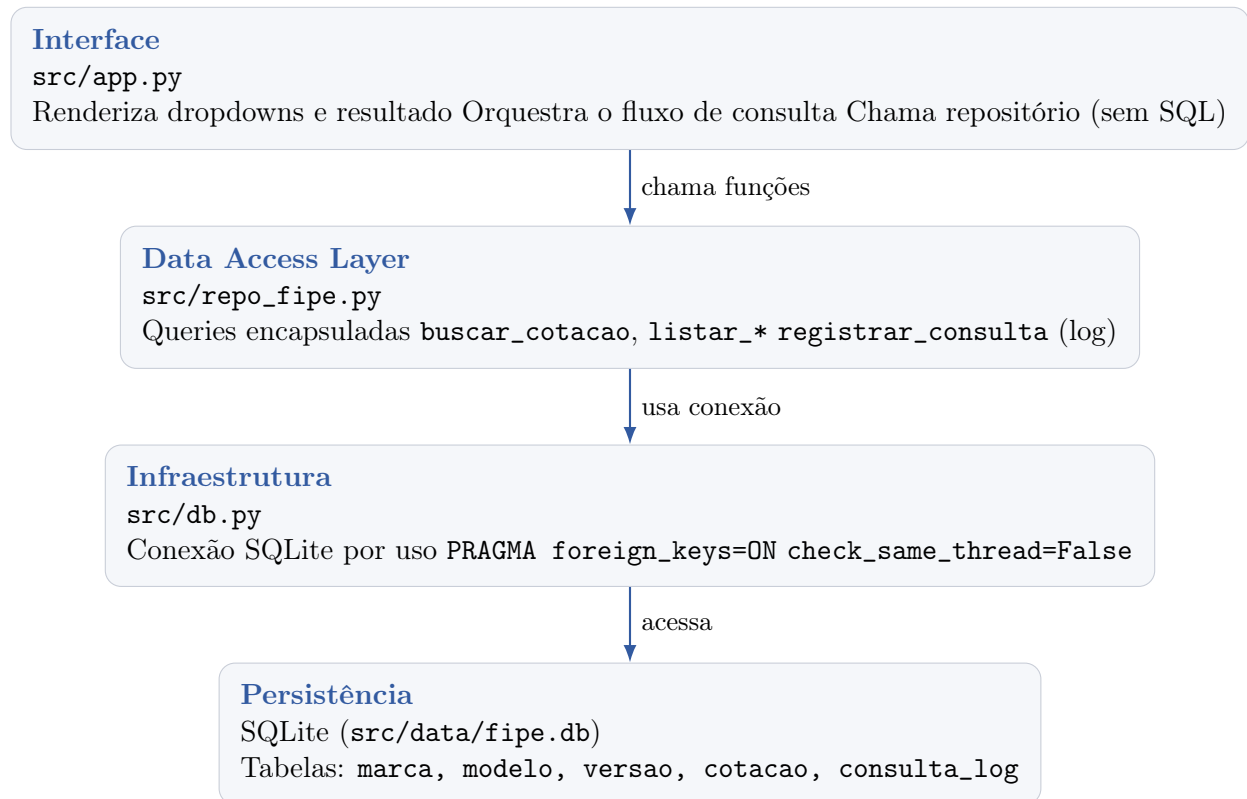 Interface
src/app.py
Renderiza dropdowns e resultado Orquestra o fluxo de consulta Chama repositório (sem SQL)
chama funções
Data Access Layer
src/repo_fipe.py
Queries encapsuladas buscar_cotacao, listar_* registrar_consulta (log)
usa conexão
Infraestrutura
src/db.py
Conexão SQLite por uso PRAGMA foreign_keys=ON check_same_thread=False
acessa
Persistência
SQLite (src/data/fipe.db)
Tabelas: marca, modelo, versao, cotacao, consulta_log